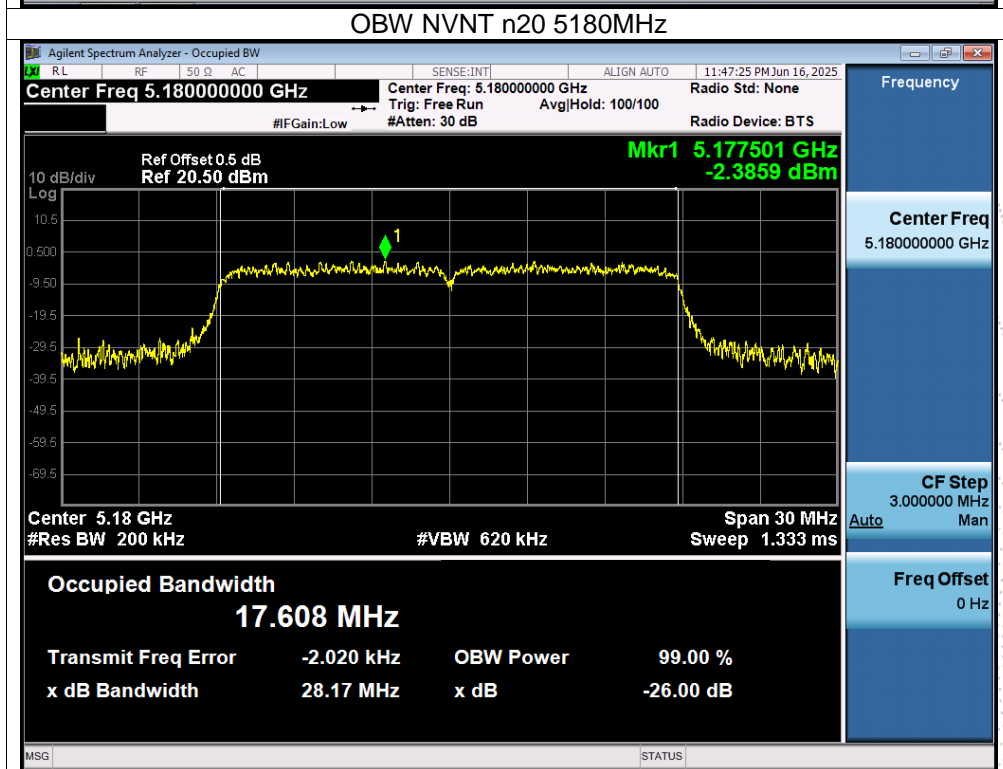 OBW NVNT n20 5180MHz
Agilent Spectrum Analyzer - Occupied BW
LXI RL RF 50 Ω AC SENSE:INT ALIGN AUTO 11:47:25 PM Jun 16, 2025
Center Freq 5.180000000 GHz
Center Freq: 5.180000000 GHz
Radio Std: None
Trig: Free Run Avg|Hold: 100/100
#IFGain:Low #Atten: 30 dB
Radio Device: BTS
Frequency
Mkr1 5.177501 GHz
-2.3859 dBm
Ref Offset 0.5 dB
10 dB/div Ref 20.50 dBm
Log
10.5
0.500
-9.50
-19.5
-29.5
-39.5
-49.5
-59.5
-69.5
1
Center Freq
5.180000000 GHz
Center 5.18 GHz Span 30 MHz
#Res BW 200 kHz #VBW 620 kHz Sweep 1.333 ms
CF Step
3.000000 MHz
Auto Man
Occupied Bandwidth
17.608 MHz
Transmit Freq Error -2.020 kHz OBW Power 99.00 %
x dB Bandwidth 28.17 MHz x dB -26.00 dB
Freq Offset
0 Hz
MSG STATUS